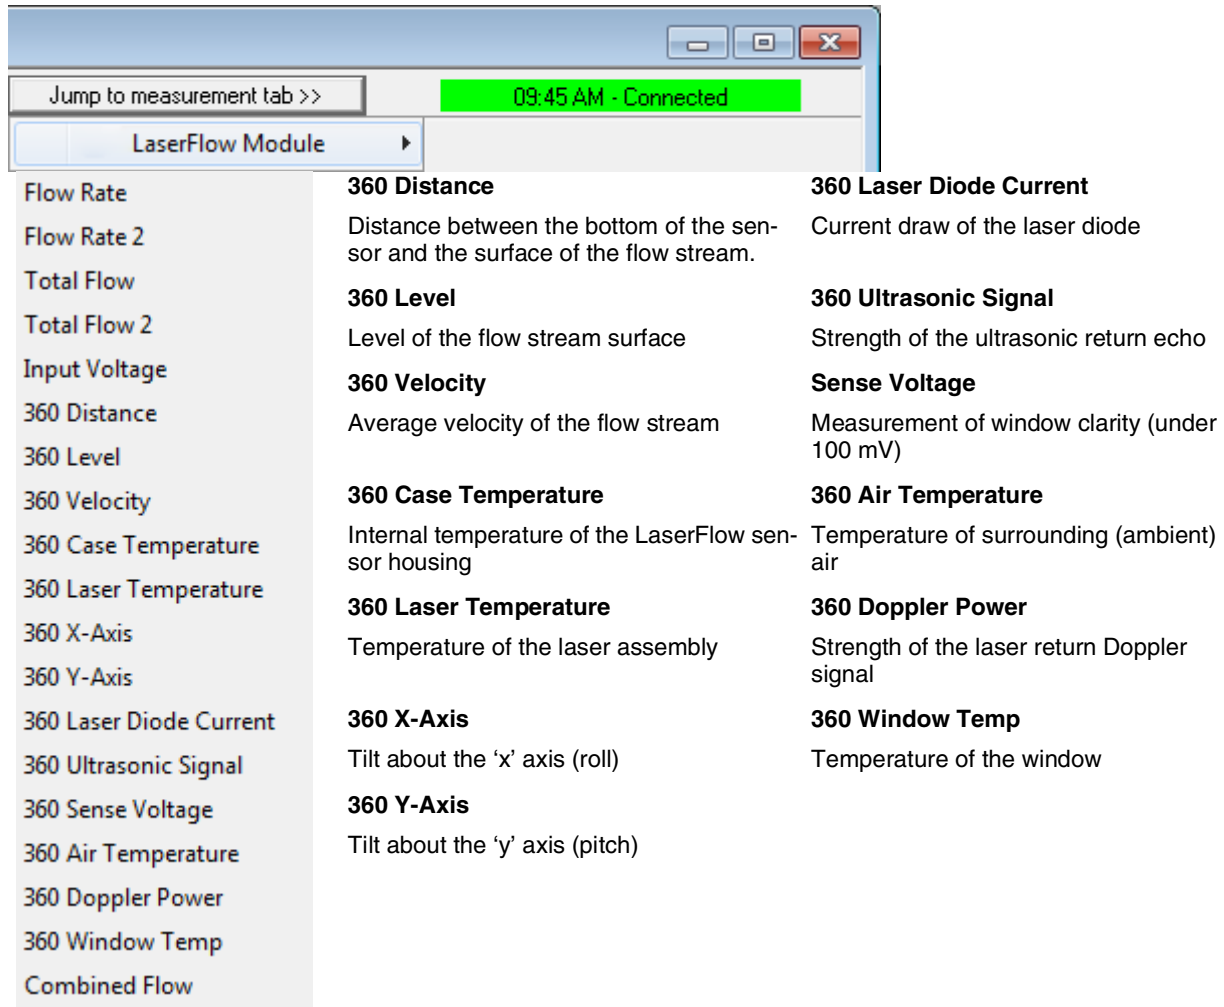 Jump to measurement tab >>
09:45 AM - Connected
LaserFlow Module
Flow Rate
Flow Rate 2
Total Flow
Total Flow 2
Input Voltage
360 Distance
360 Level
360 Velocity
360 Case Temperature
360 Laser Temperature
360 X-Axis
360 Y-Axis
360 Laser Diode Current
360 Ultrasonic Signal
360 Sense Voltage
360 Air Temperature
360 Doppler Power
360 Window Temp
Combined Flow
360 Distance
Distance between the bottom of the sen-
sor and the surface of the flow stream.
360 Level
Level of the flow stream surface
360 Velocity
Average velocity of the flow stream
360 Case Temperature
Internal temperature of the LaserFlow sen-
sor housing
360 Laser Temperature
Temperature of the laser assembly
360 X-Axis
Tilt about the ‘x’ axis (roll)
360 Y-Axis
Tilt about the ‘y’ axis (pitch)
360 Laser Diode Current
Current draw of the laser diode
360 Ultrasonic Signal
Strength of the ultrasonic return echo
Sense Voltage
Measurement of window clarity (under
100 mV)
360 Air Temperature
Temperature of surrounding (ambient)
air
360 Doppler Power
Strength of the laser return Doppler
signal
360 Window Temp
Temperature of the window